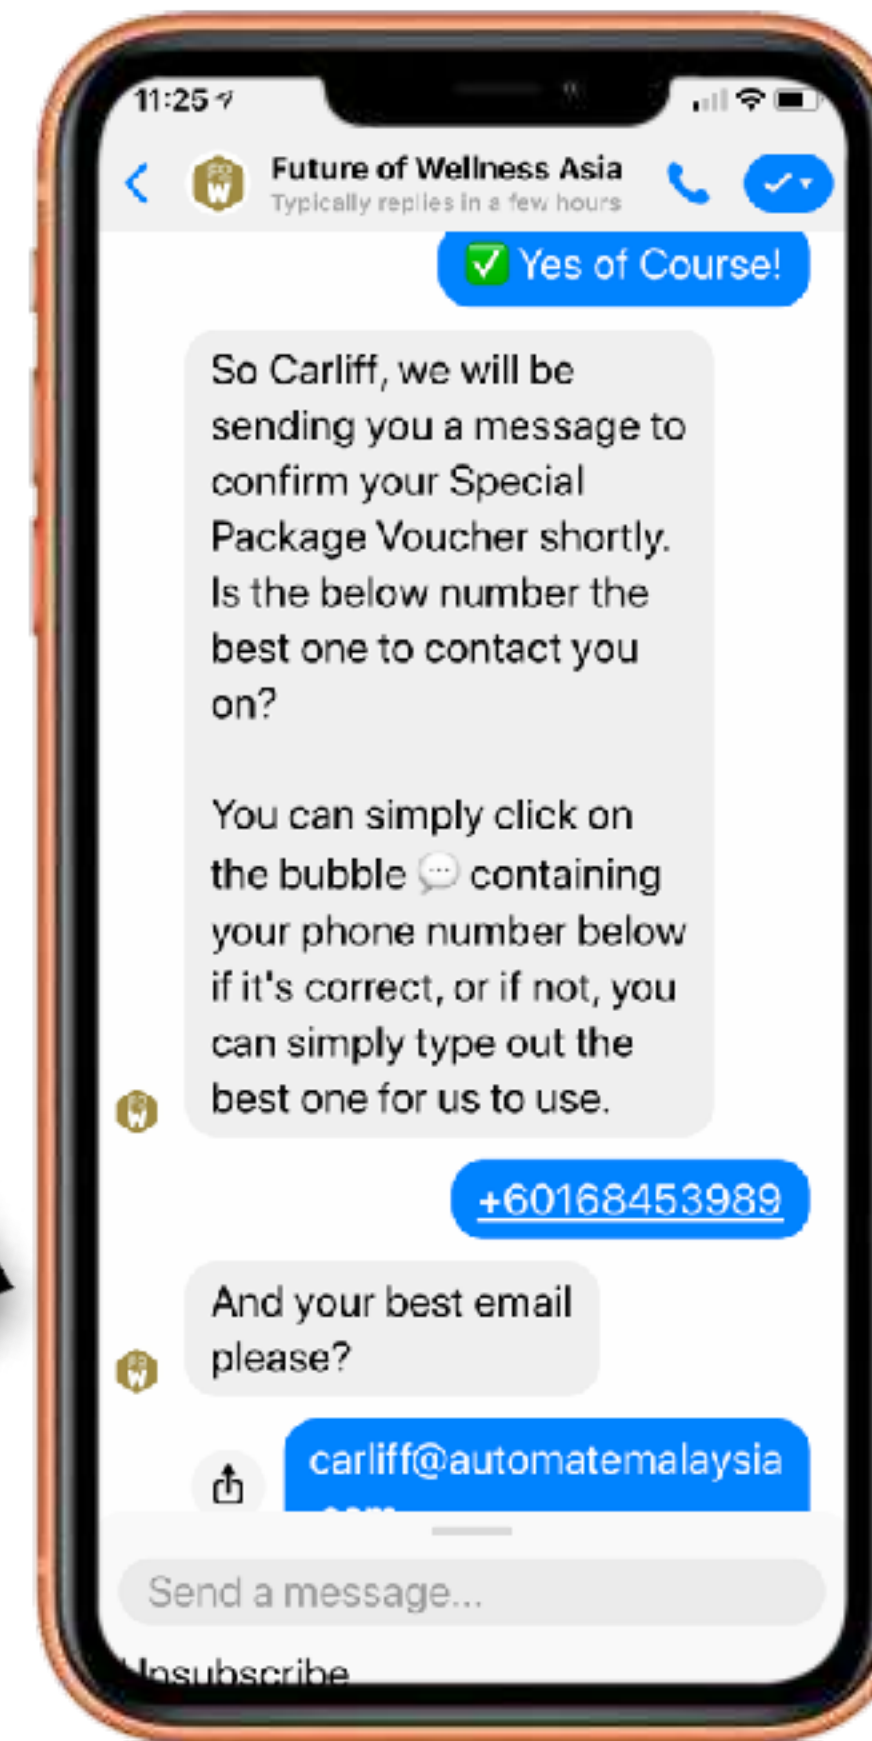 11:25
Future of Wellness Asia
Typically replies in a few hours
✅ Yes of Course!
So Carliff, we will be
sending you a message to
confirm your Special
Package Voucher shortly.
Is the below number the
best one to contact you
on?
You can simply click on
the bubble 💬 containing
your phone number below
if it's correct, or if not, you
can simply type out the
best one for us to use.
+60168453989
And your best email
please?
carliff@automatemalaysia
Send a message...
Unsubscribe